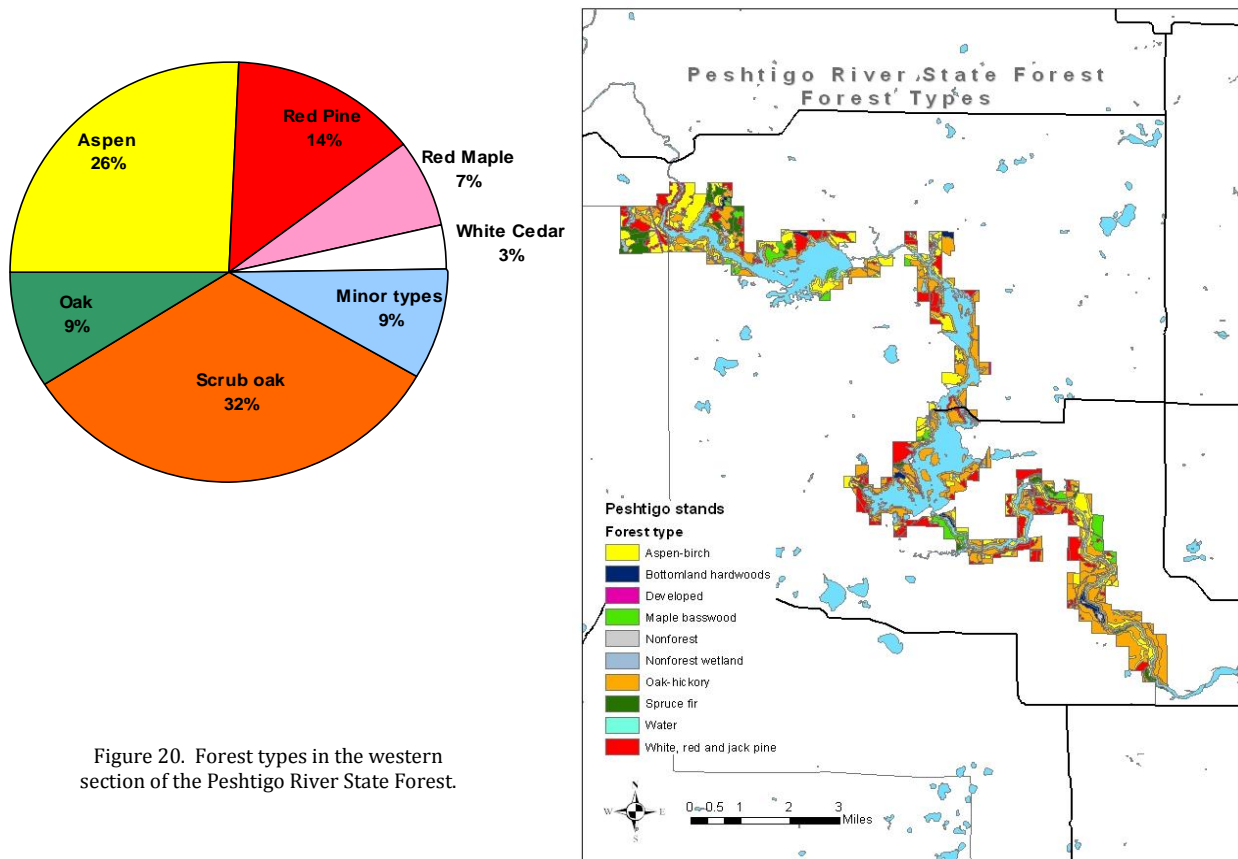 Aspen
26%
Red Pine
14%
Red Maple
7%
White Cedar
3%
Minor types
9%
Scrub oak
32%
Oak
9%
Figure 20. Forest types in the western
section of the Peshtigo River State Forest.
Peshtigo River State Forest
Forest Types
Peshtigo stands
Forest type
Aspen-birch
Bottomland hardwoods
Developed
Maple basswood
Nonforest
Nonforest wetland
Oak-hickory
Spruce fir
Water
White, red and jack pine
N
W E
S
0 0.5 1 2 3
Miles